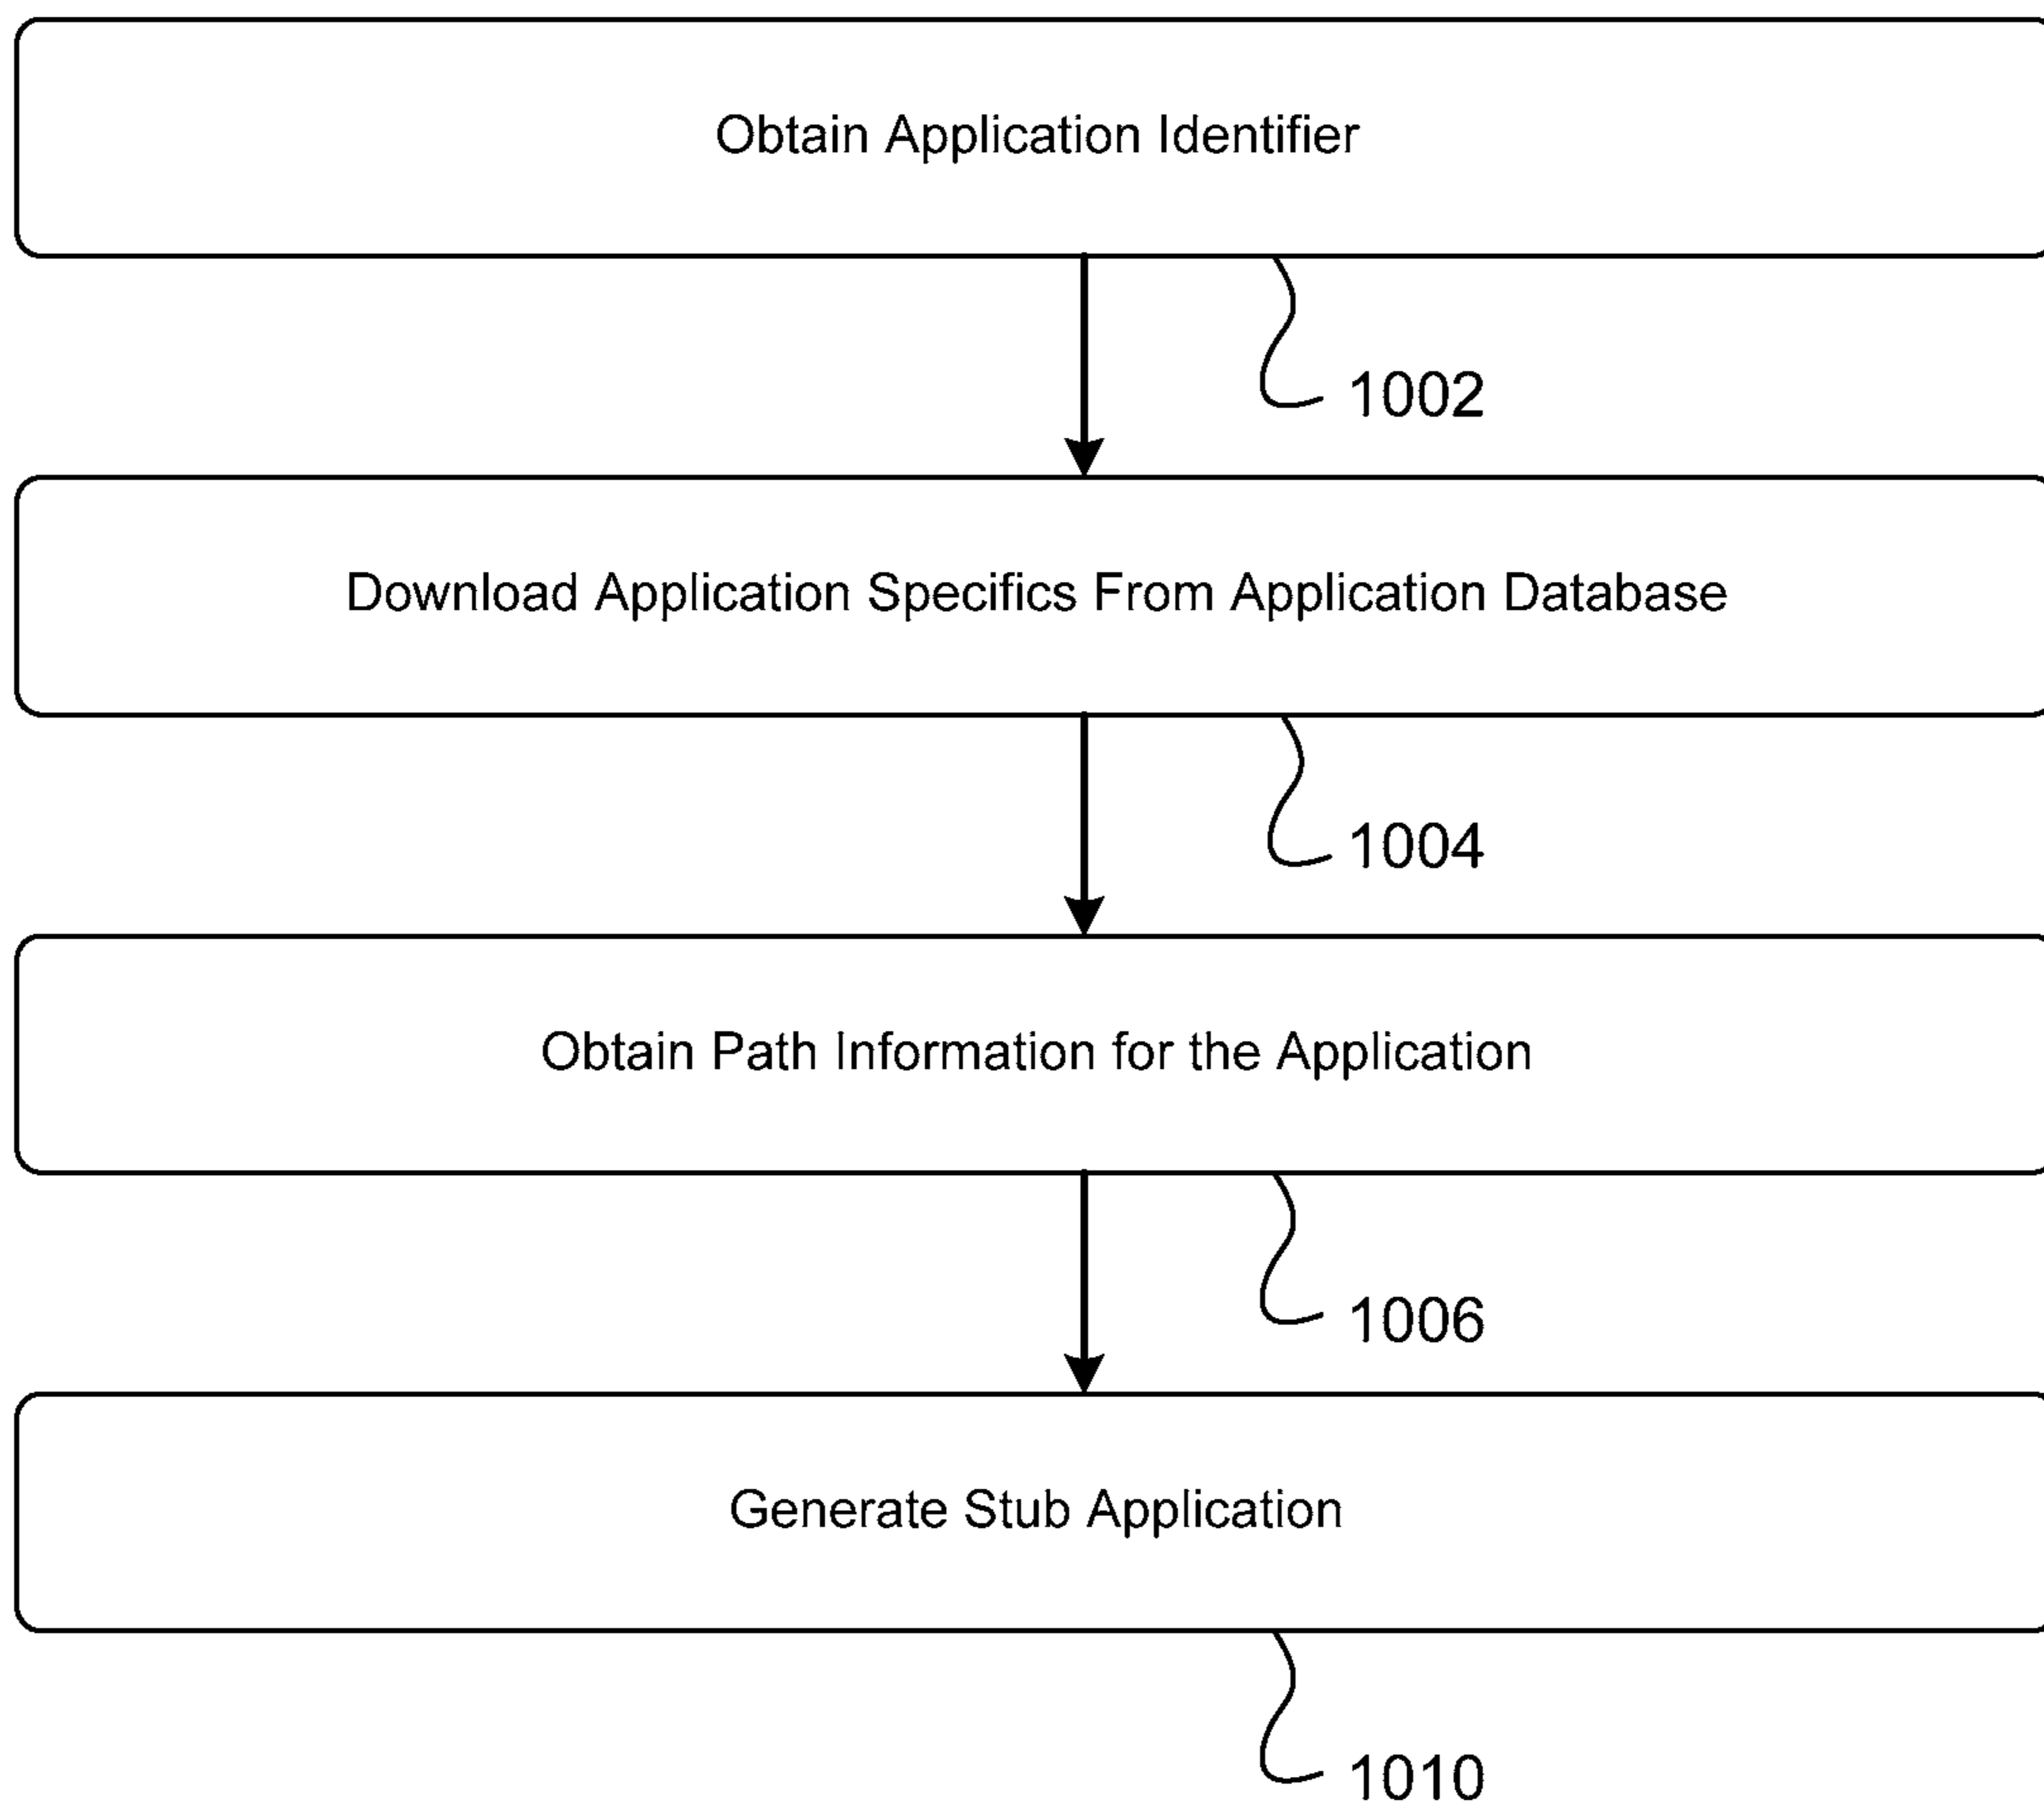 Obtain Application Identifier
1002
Download Application Specifics From Application Database
1004
Obtain Path Information for the Application
1006
Generate Stub Application
1010